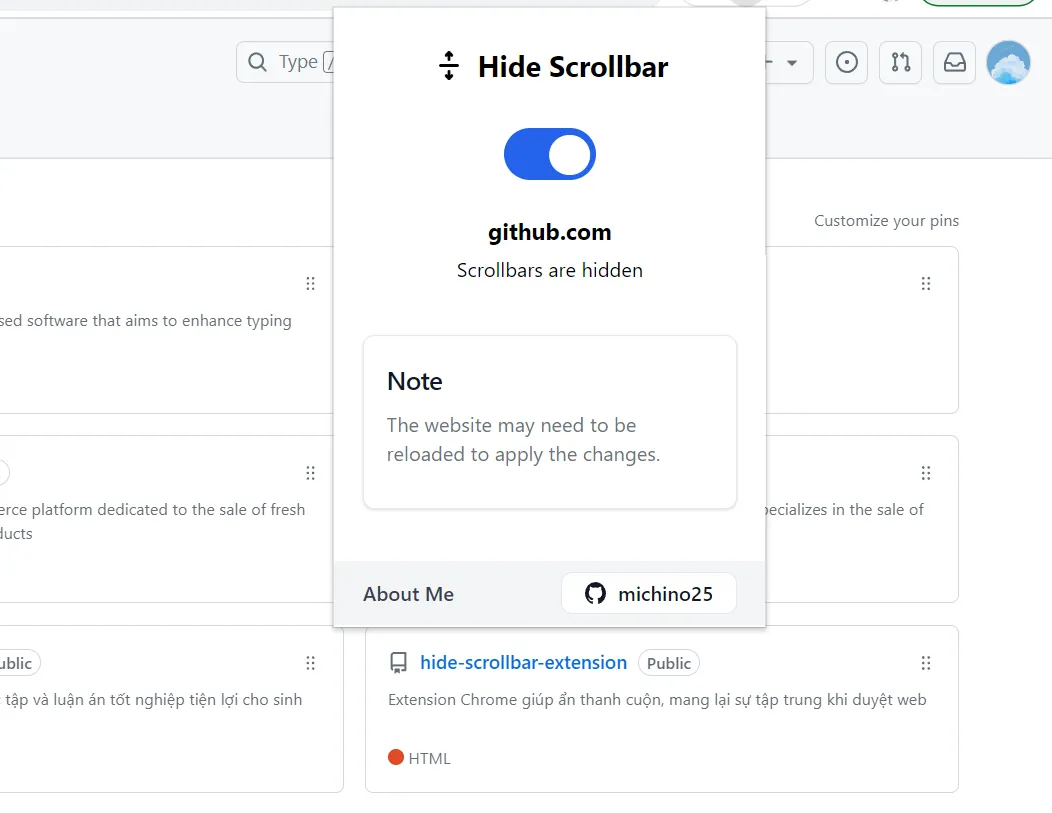 Type /
Hide Scrollbar
github.com
Scrollbars are hidden
Note
The website may need to be
reloaded to apply the changes.
About Me
michino25
Customize your pins
sed software that aims to enhance typing
erce platform dedicated to the sale of fresh
ducts
pecializes in the sale of
ublic
tập và luận án tốt nghiệp tiện lợi cho sinh
hide-scrollbar-extension Public
Extension Chrome giúp ẩn thanh cuộn, mang lại sự tập trung khi duyệt web
HTML